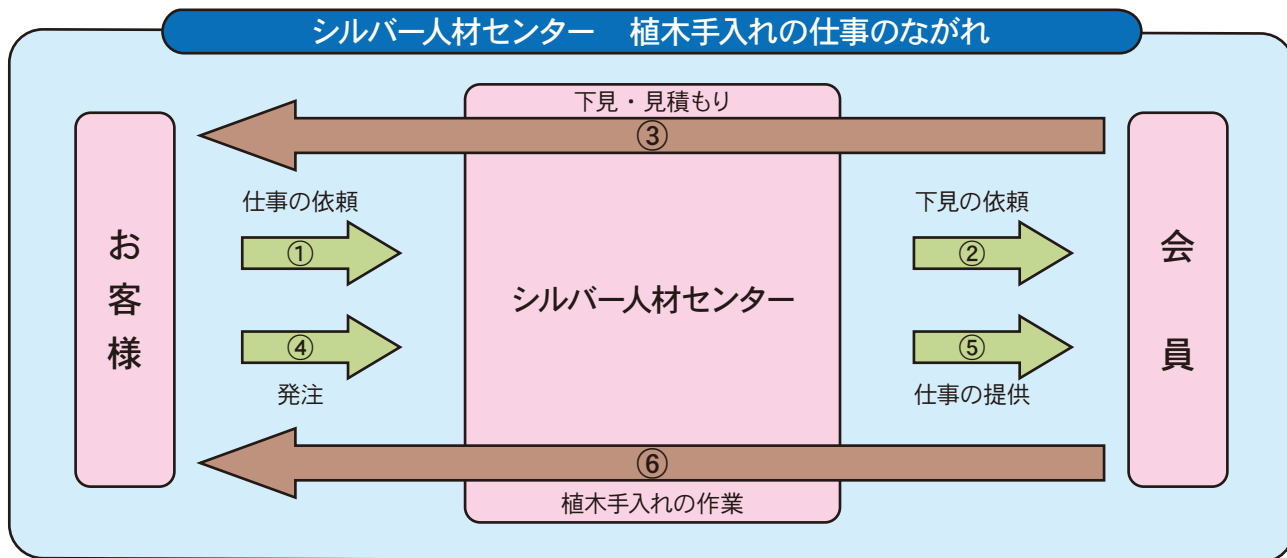 シルバー人材センター　植木手入れの仕事のながれ
下見・見積もり
③
仕事の依頼
①
下見の依頼
②
お客様
シルバー人材センター
会員
④
発注
⑤
仕事の提供
⑥
植木手入れの作業